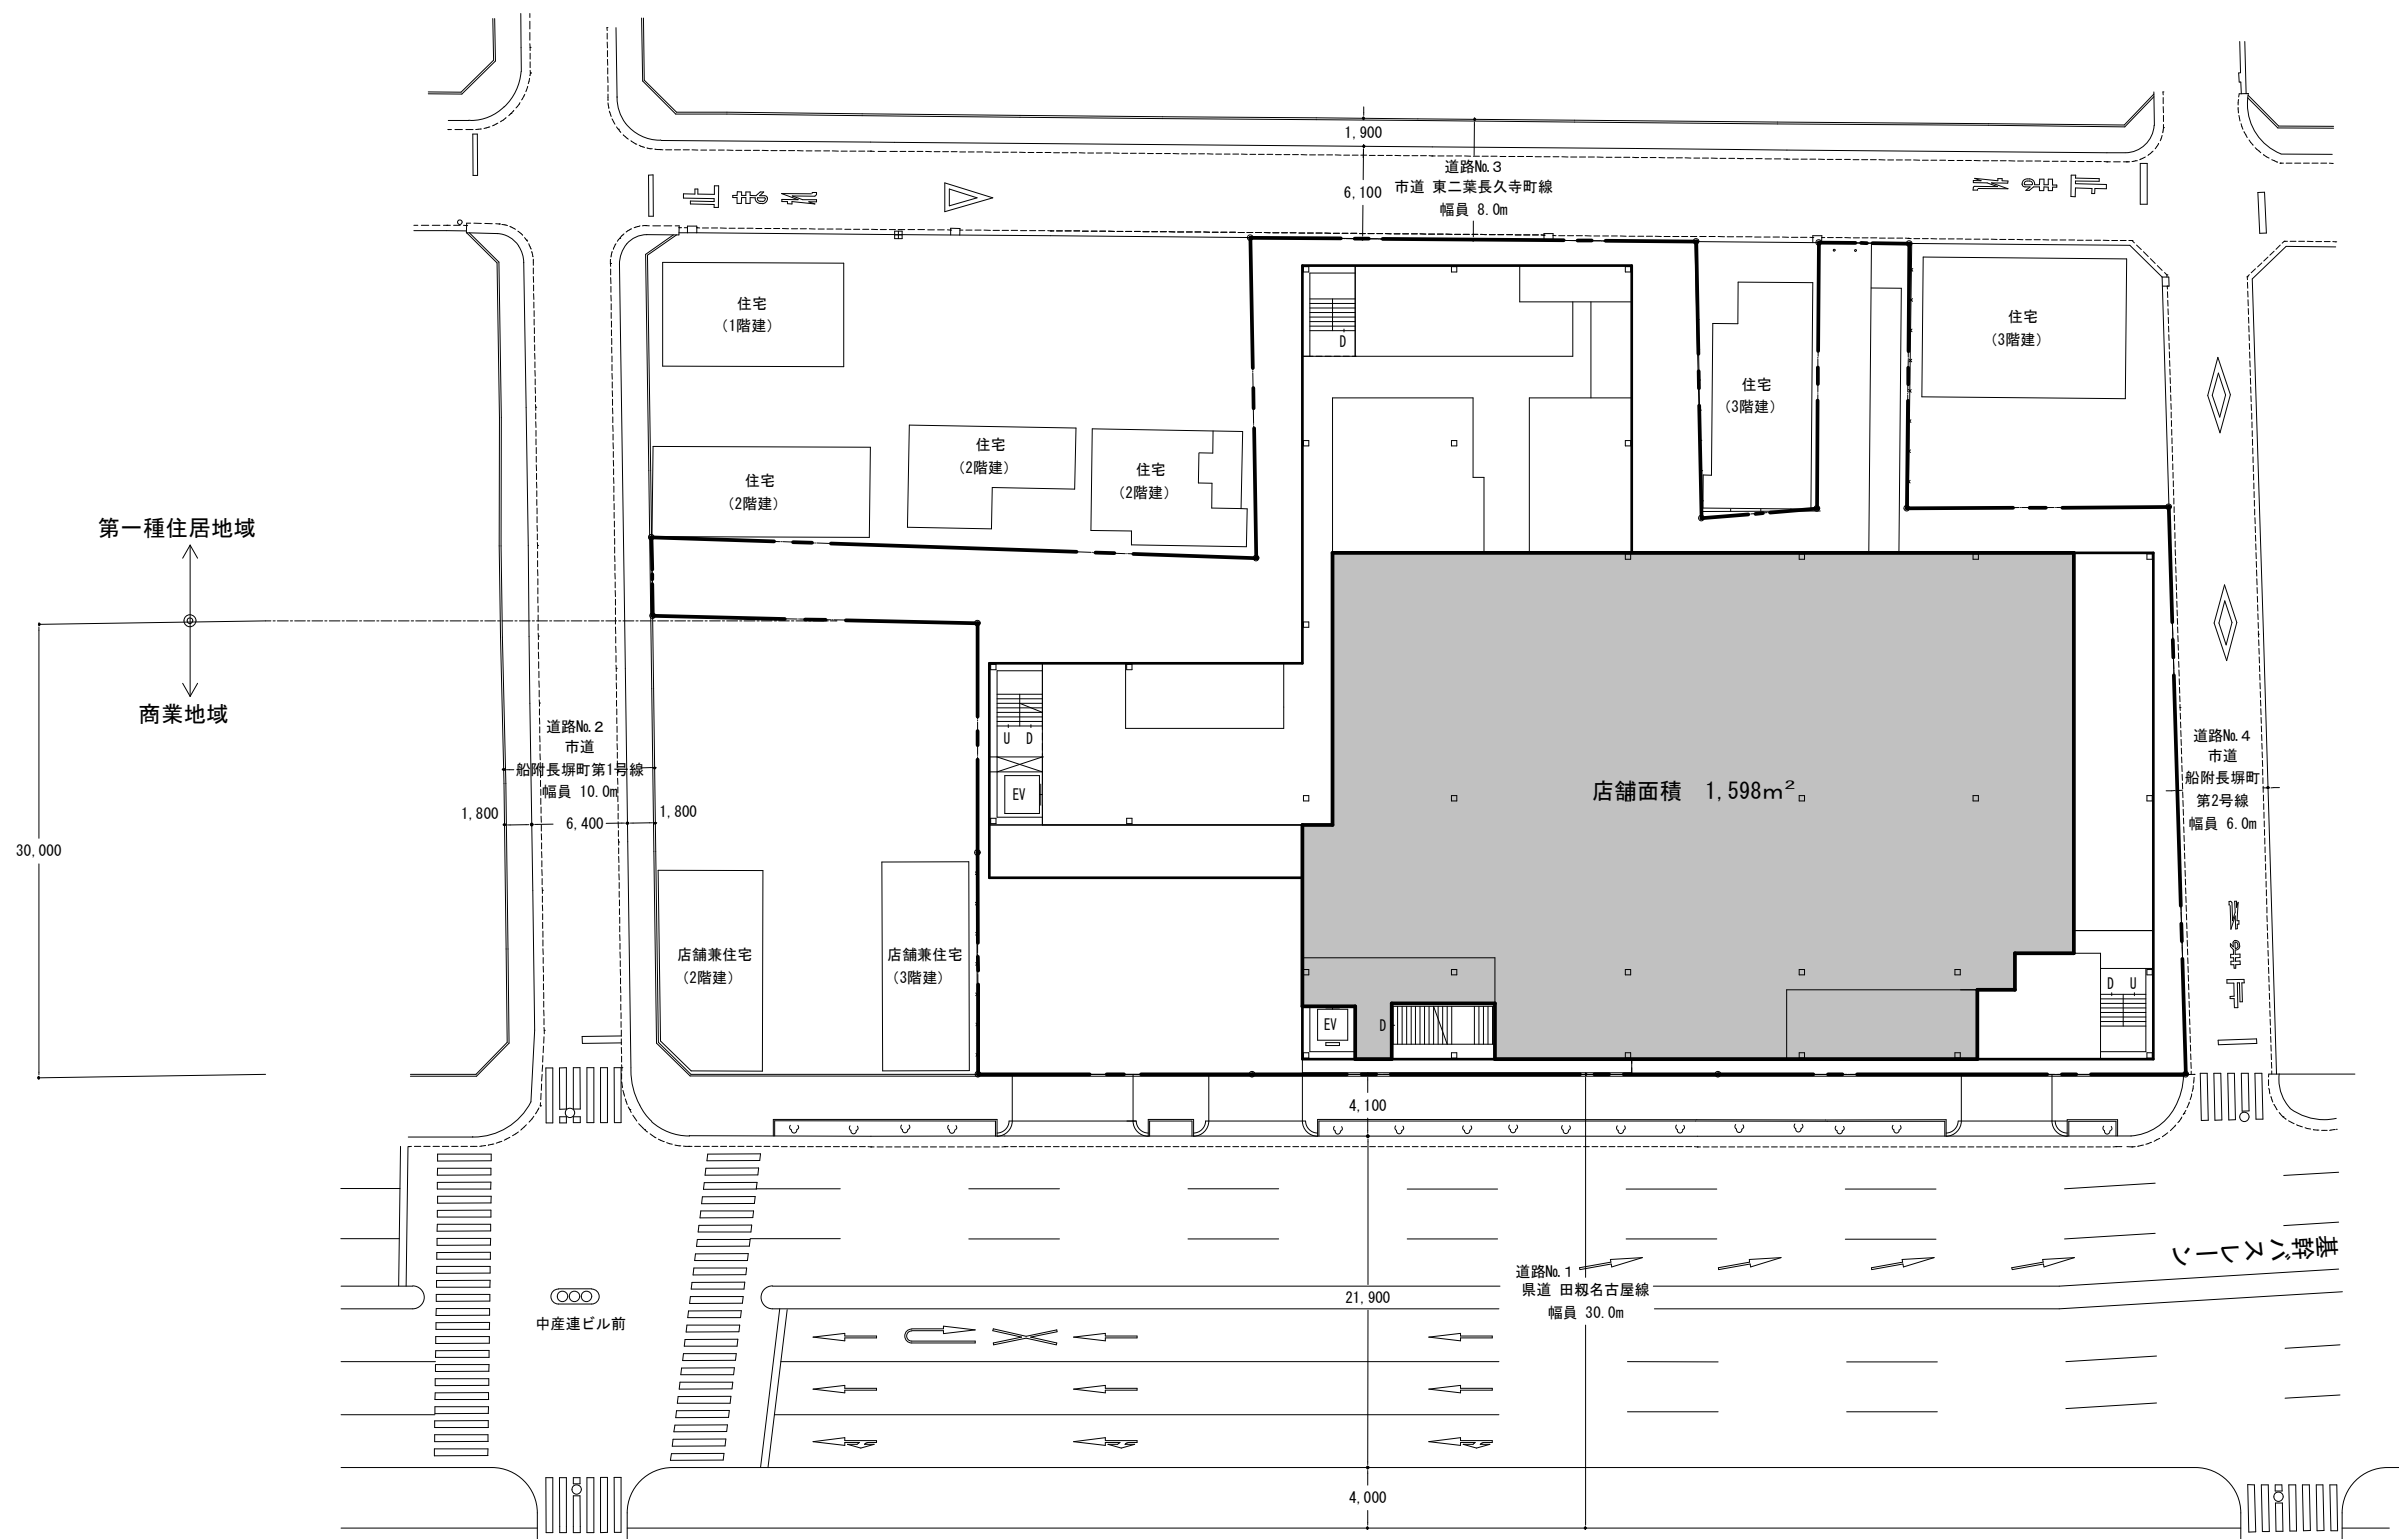 1,900
道路№3
市道 東二葉長久寺町線
幅員 8.0m
6,100
止まれ
止まれ
住宅
（1階建）
住宅
（3階建）
D
住宅
（3階建）
住宅
（2階建）
住宅
（2階建）
住宅
（2階建）
第一種住居地域
商業地域
30,000
道路№2
市道
船附長塀町第1号線
幅員 10.0m
1,800
6,400
1,800
U D
EV
店舗面積 1,598m²
道路№4
市道
船附長塀町
第2号線
幅員 6.0m
止まれ
店舗兼住宅
（2階建）
店舗兼住宅
（3階建）
EV
D
D U
4,100
基幹バスレーン
道路№1
県道 田籾名古屋線
幅員 30.0m
21,900
中産連ビル前
4,000